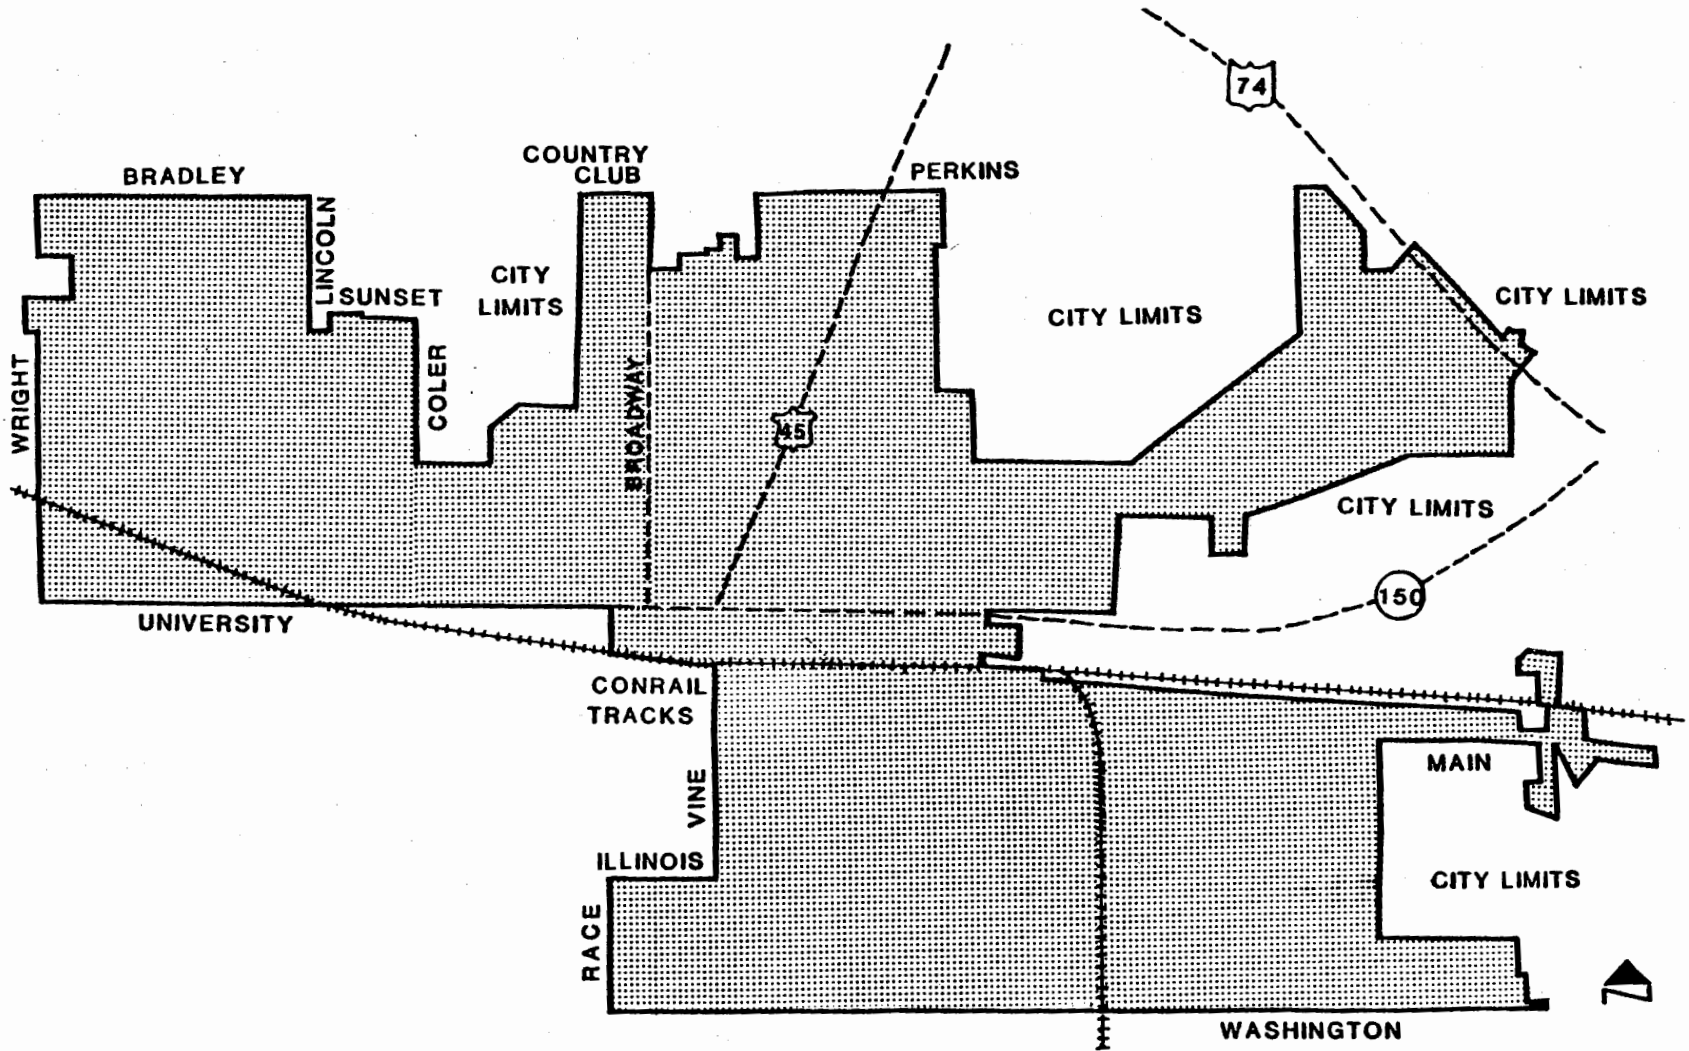 74
COUNTRY
CLUB
PERKINS
BRADLEY
LINCOLN
CITY
LIMITS
SUNSET
CITY LIMITS
CITY LIMITS
WRIGHT
COLER
BROADWAY
45
CITY LIMITS
150
UNIVERSITY
CONRAIL
TRACKS
MAIN
VINE
ILLINOIS
CITY LIMITS
RACE
WASHINGTON